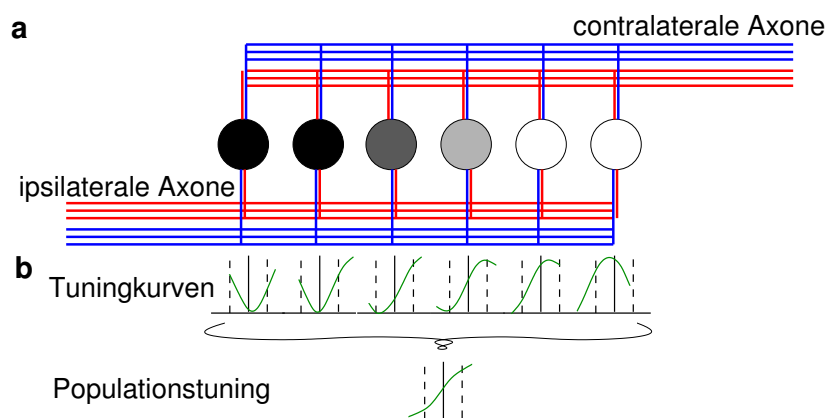 a
contralaterale Axone
ipsilaterale Axone
b
Tuningkurven
Populationstuning